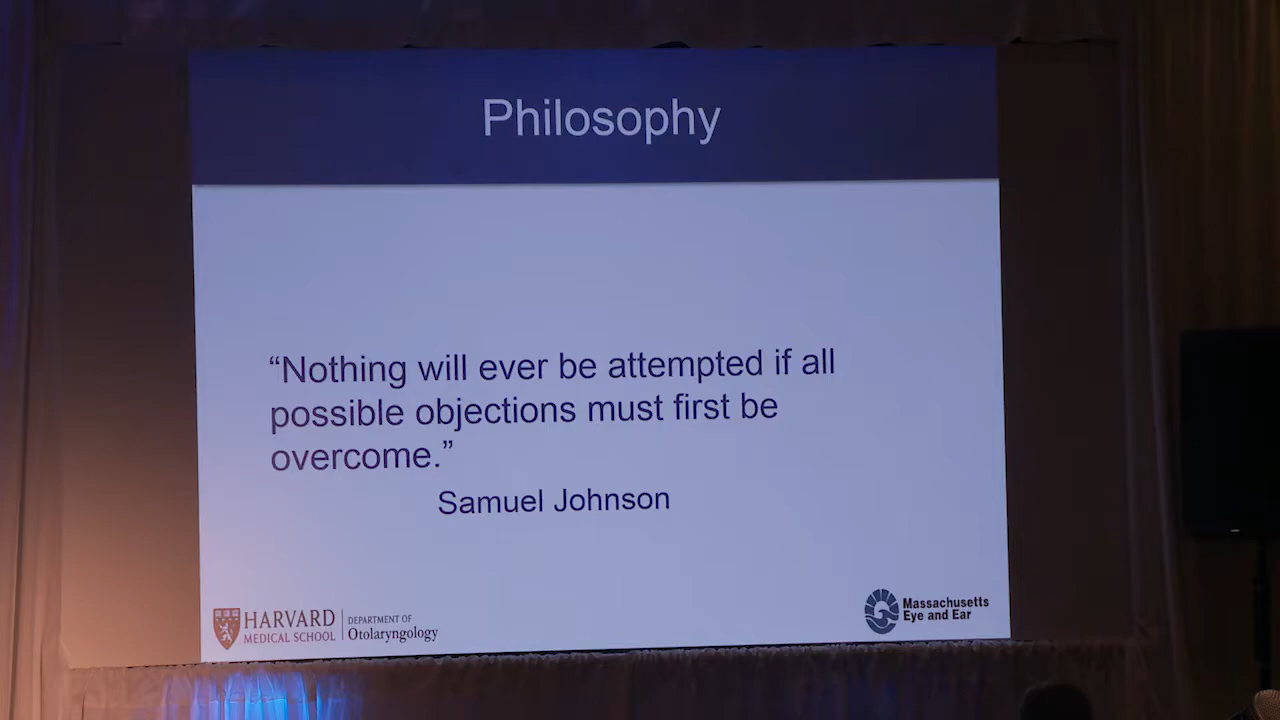 Philosophy
“Nothing will ever be attempted if all
possible objections must first be
overcome.”
Samuel Johnson
HARVARD
MEDICAL SCHOOL
DEPARTMENT OF
Otolaryngology
Massachusetts
Eye and Ear